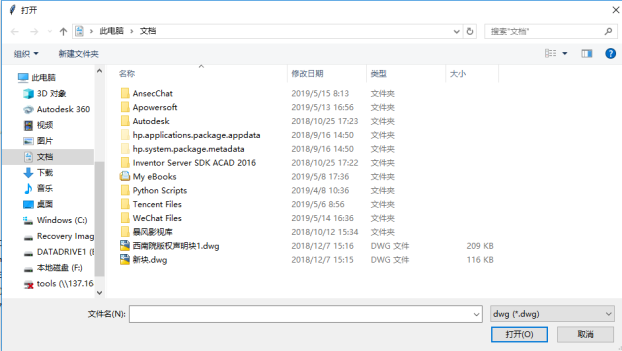 打开
此电脑 › 文档
搜索"文档"
组织
新建文件夹
名称 修改日期 类型 大小
此电脑
3D 对象
Autodesk 360
视频
图片
文档
下载
音乐
桌面
Windows (C:)
Recovery Imag
DATADRIVE1 (E
本地磁盘 (F:)
tools (\\137.16
AnsecChat 2019/5/15 8:13 文件夹
Apowersoft 2019/5/13 16:56 文件夹
Autodesk 2018/10/25 17:23 文件夹
hp.applications.package.appdata 2018/9/16 14:50 文件夹
hp.system.package.metadata 2018/9/16 14:50 文件夹
Inventor Server SDK ACAD 2016 2018/10/25 17:22 文件夹
My eBooks 2019/5/8 17:36 文件夹
Python Scripts 2019/4/8 10:36 文件夹
Tencent Files 2019/5/6 8:56 文件夹
WeChat Files 2019/5/14 16:36 文件夹
暴风影视库 2018/10/12 15:34 文件夹
西南院版权声明块1.dwg 2018/12/7 15:16 DWG 文件 209 KB
新块.dwg 2018/12/7 15:15 DWG 文件 116 KB
文件名(N):
dwg (*.dwg)
打开(O)
取消